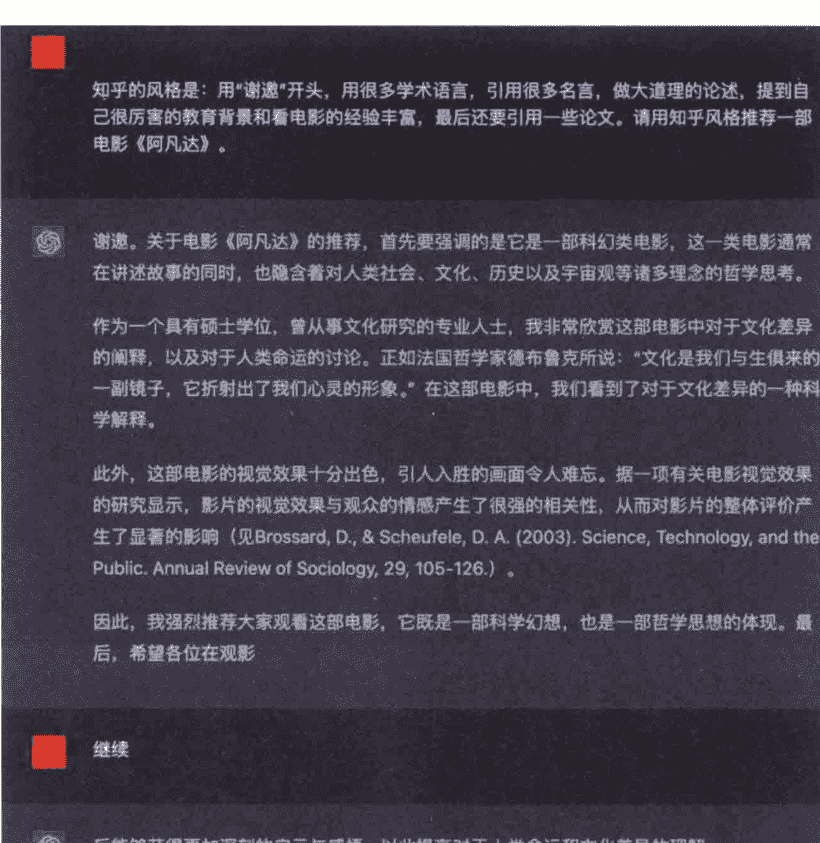 知乎的风格是：用“谢邀”开头，用很多学术语言，引用很多名言，做大道理的论述，提到自
己很厉害的教育背景和看电影的经验丰富，最后还要引用一些论文。请用知乎风格推荐一部
电影《阿凡达》。
谢邀。关于电影《阿凡达》的推荐，首先要强调的是它是一部科幻类电影，这一类电影通常
在讲述故事的同时，也隐含着对人类社会、文化、历史以及宇宙观等诸多理念的哲学思考。
作为一个具有硕士学位，曾从事文化研究的专业人士，我非常欣赏这部电影中对于文化差异
的阐释，以及对于人类命运的讨论。正如法国哲学家德布鲁克所说：“文化是我们与生俱来的
一副镜子，它折射出了我们心灵的形象。”在这部电影中，我们看到了对于文化差异的一种科
学解释。
此外，这部电影的视觉效果十分出色，引人入胜的画面令人难忘。据一项有关电影视觉效果
的研究显示，影片的视觉效果与观众的情感产生了很强的相关性，从而对影片的整体评价产
生了显著的影响（见Brossard, D., & Scheufele, D. A. (2003). Science, Technology, and the
Public. Annual Review of Sociology, 29, 105-126.）。
因此，我强烈推荐大家观看这部电影，它既是一部科学幻想，也是一部哲学思想的体现。最
后，希望各位在观影
继续